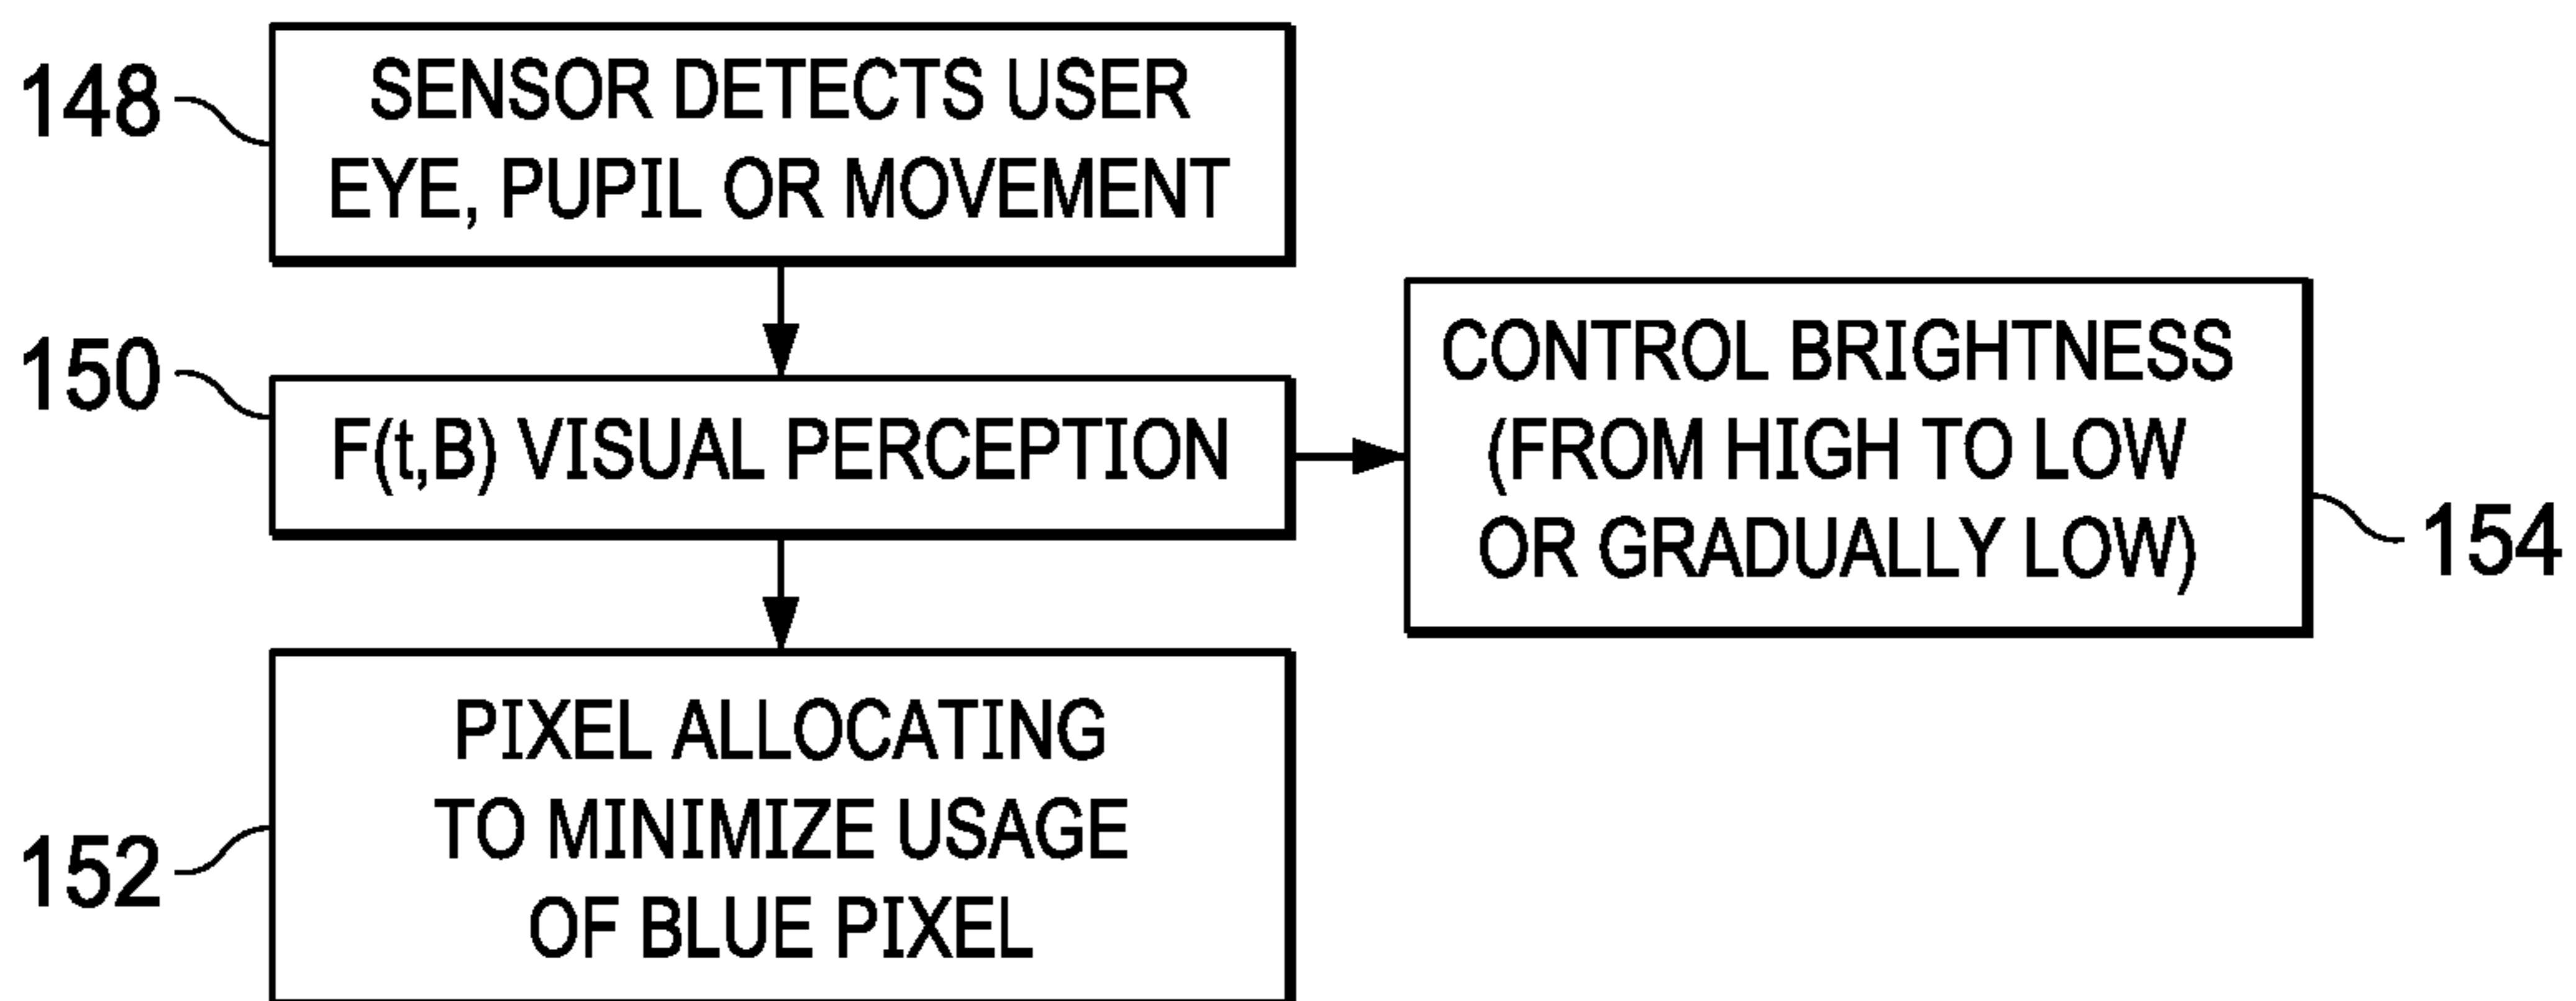 148
SENSOR DETECTS USER
EYE, PUPIL OR MOVEMENT
150
F(t,B) VISUAL PERCEPTION
CONTROL BRIGHTNESS
(FROM HIGH TO LOW
OR GRADUALLY LOW)
154
152
PIXEL ALLOCATING
TO MINIMIZE USAGE
OF BLUE PIXEL